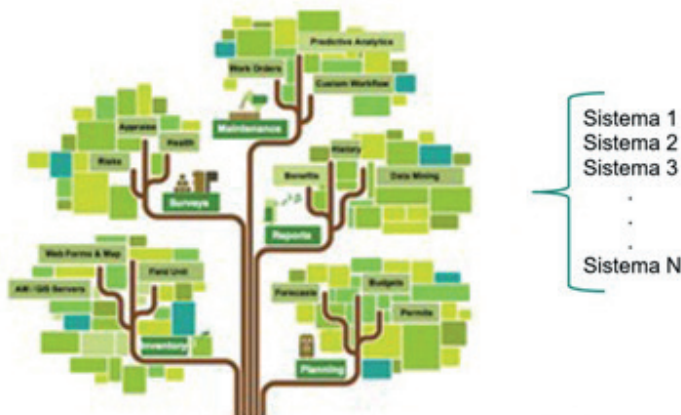 Predictive Analytics
Work Orders
Custom Workflow
Maintenance
Appraise
Health
Risks
Surveys
History
Benefits
Data Mining
Reports
Web Forms & Map
Field Unit
AIM / GIS Servers
Inventory
Forecasts
Budgets
Permits
Planning
Sistema 1
Sistema 2
Sistema 3
.
.
.
Sistema N